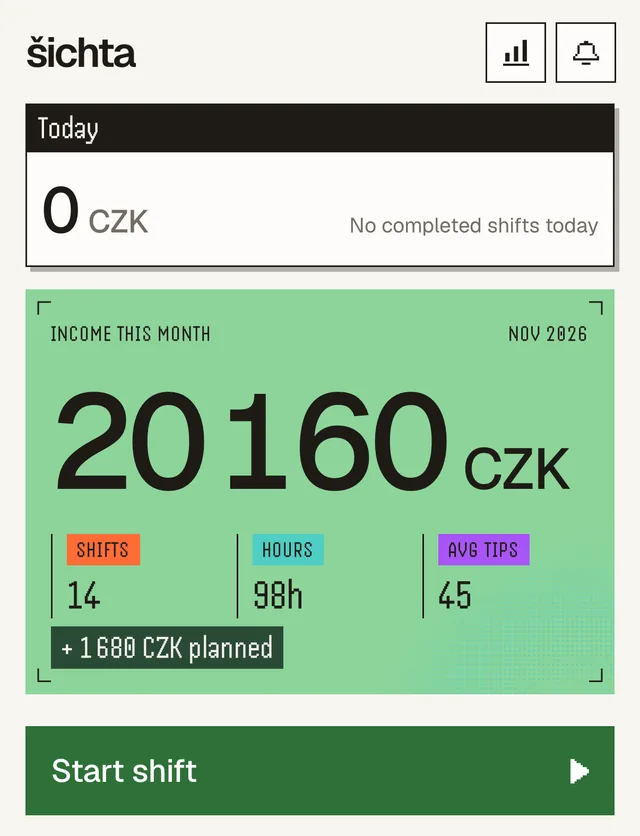 šichta
Today
0 CZK
No completed shifts today
INCOME THIS MONTH
NOV 2026
20 160 CZK
SHIFTS
HOURS
AVG TIPS
14
98h
45
+ 1 680 CZK planned
Start shift